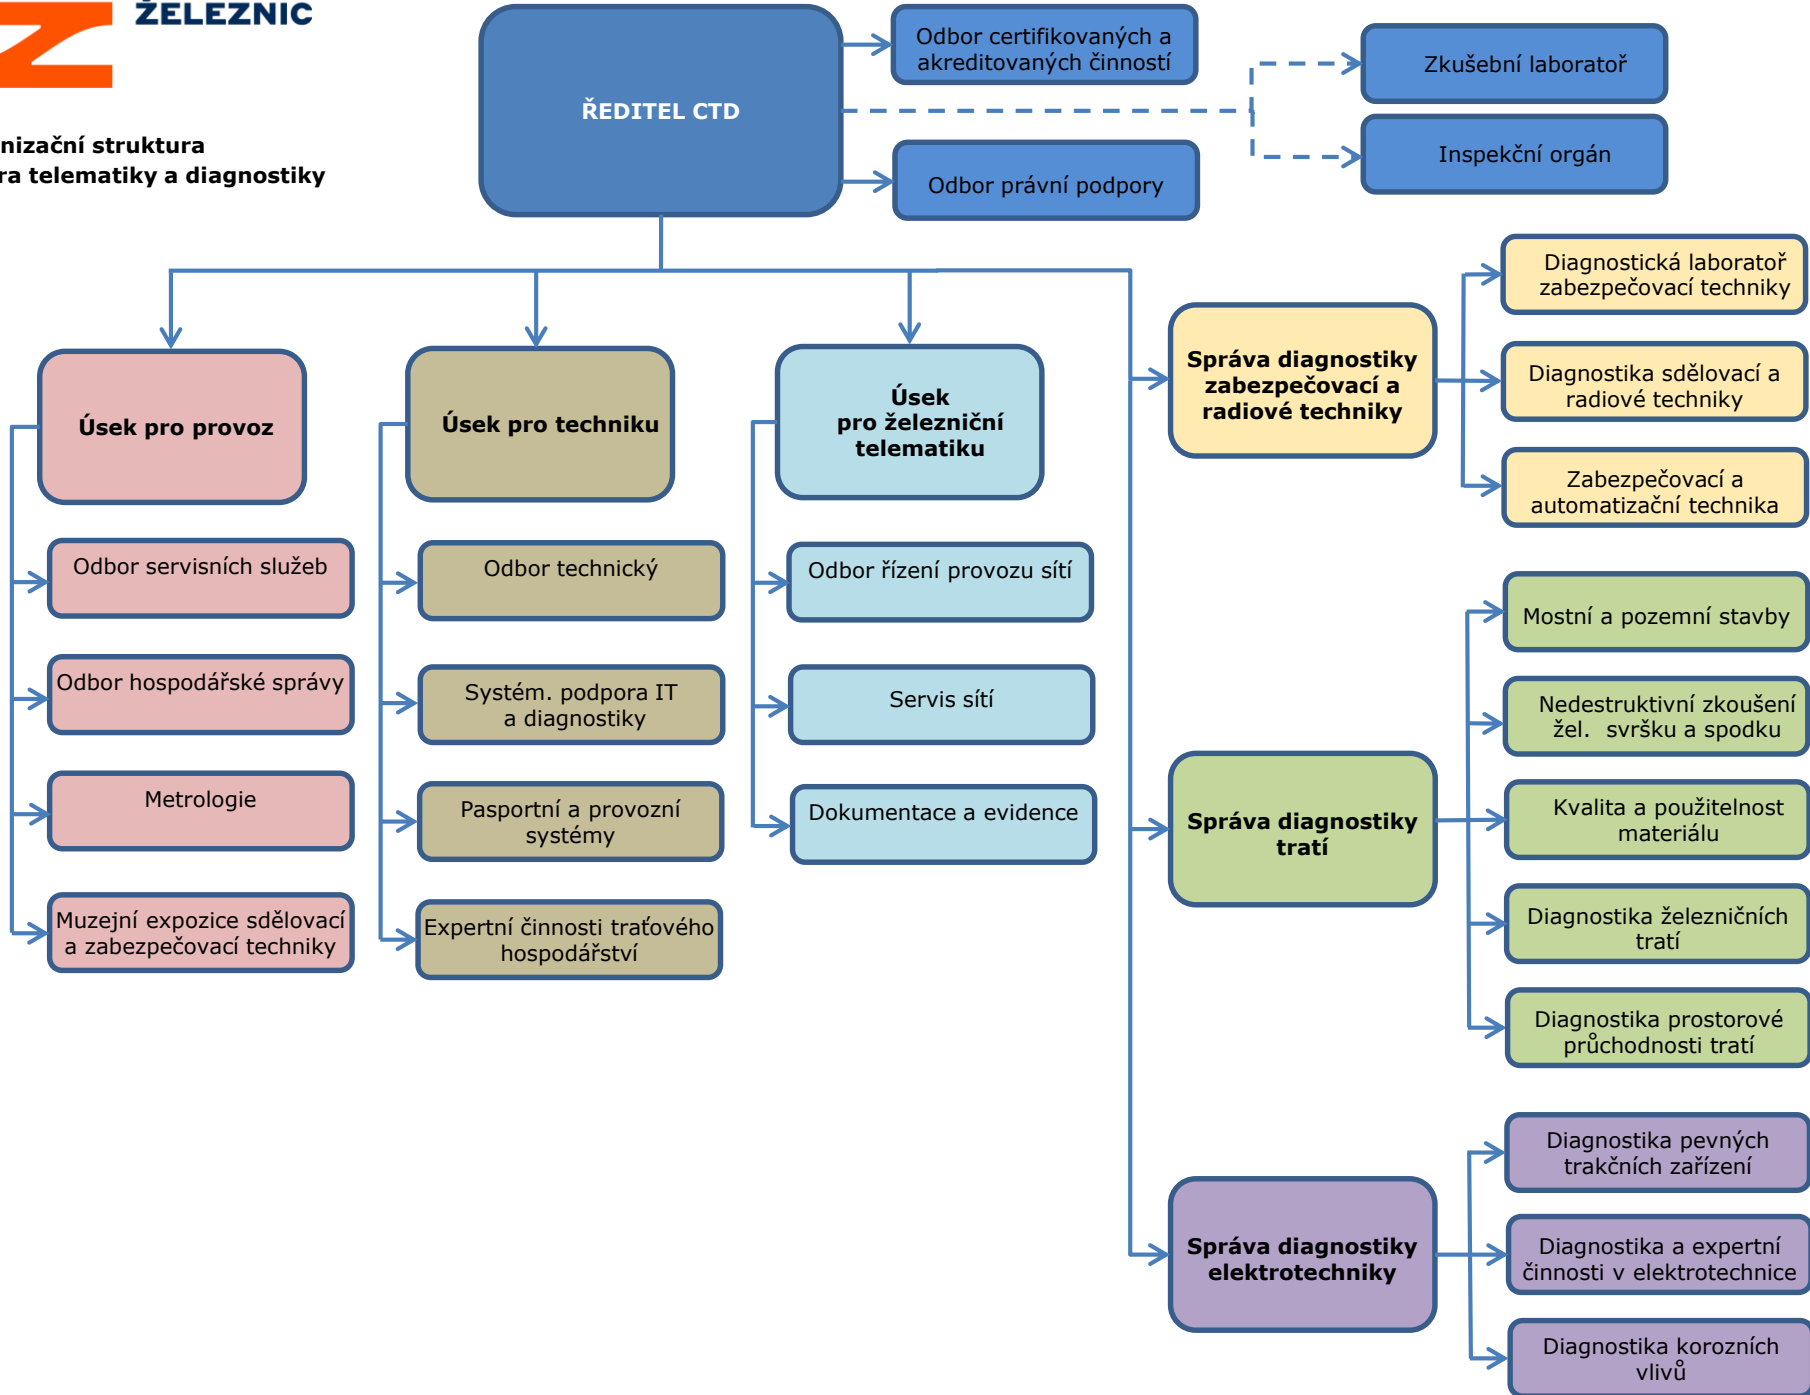 ŽELEZNIC
nizační struktura
ra telematiky a diagnostiky
ŘEDITEL CTD
Odbor certifikovaných a
akreditovaných činností
Odbor právní podpory
Zkušební laboratoř
Inspekční orgán
Úsek pro provoz
Odbor servisních služeb
Odbor hospodářské správy
Metrologie
Muzejní expozice sdělovací
a zabezpečovací techniky
Úsek pro techniku
Odbor technický
Systém. podpora IT
a diagnostiky
Pasportní a provozní
systémy
Expertní činnosti traťového
hospodářství
Úsek
pro železniční
telematiku
Odbor řízení provozu sítí
Servis sítí
Dokumentace a evidence
Správa diagnostiky
zabezpečovací a
radiové techniky
Diagnostická laboratoř
zabezpečovací techniky
Diagnostika sdělovací a
radiové techniky
Zabezpečovací a
automatizační technika
Správa diagnostiky
tratí
Mostní a pozemní stavby
Nedestruktivní zkoušení
žel.  svršku a spodku
Kvalita a použitelnost
materiálu
Diagnostika železničních
tratí
Diagnostika prostorové
průchodnosti tratí
Správa diagnostiky
elektrotechniky
Diagnostika pevných
trakčních zařízení
Diagnostika a expertní
činnosti v elektrotechnice
Diagnostika korozních
vlivů